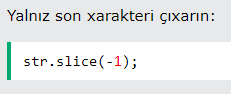 Yalnız son xarakteri çıxarın:
str.slice(-1);